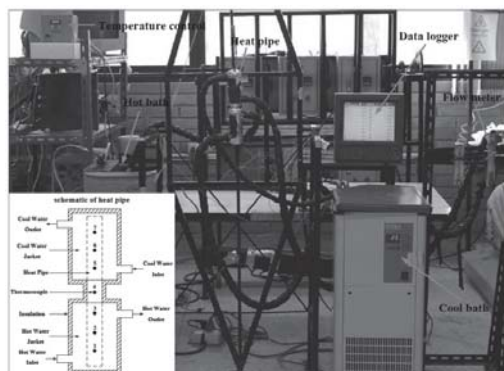 Temperature control
Heat pipe
Data logger
Hot bath
Flow meter
schematic of heat pipe
Cool Water
Outlet
Cool Water
Jacket
Cool Water
Inlet
Heat Pipe
Thermocouple
Insulation
Hot Water
Outlet
Hot Water
Jacket
Hot Water
Inlet
Cool bath